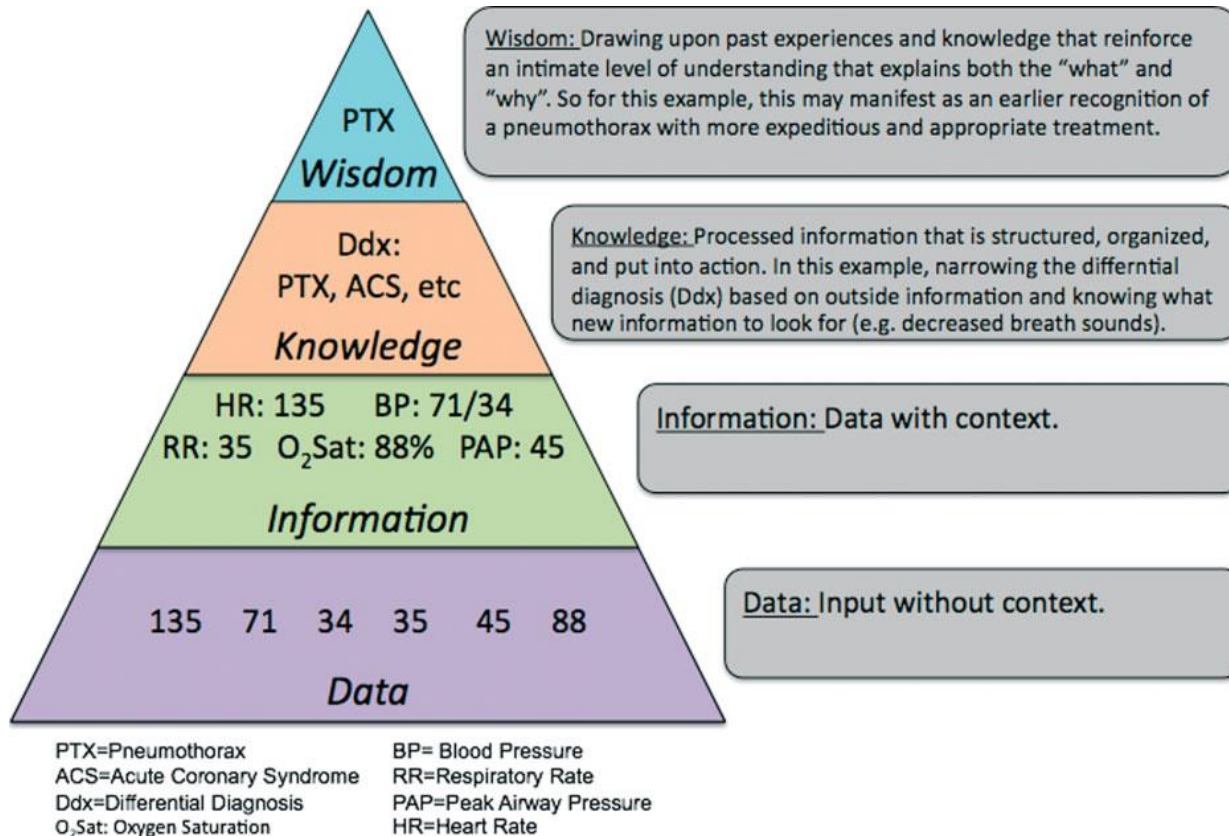 PTX
Wisdom
Wisdom: Drawing upon past experiences and knowledge that reinforce
an intimate level of understanding that explains both the “what” and
“why”. So for this example, this may manifest as an earlier recognition of
a pneumothorax with more expeditious and appropriate treatment.
Ddx:
PTX, ACS, etc
Knowledge
Knowledge: Processed information that is structured, organized,
and put into action. In this example, narrowing the differntial
diagnosis (Ddx) based on outside information and knowing what
new information to look for (e.g. decreased breath sounds).
HR: 135 BP: 71/34
RR: 35 O₂Sat: 88% PAP: 45
Information
Information: Data with context.
135 71 34 35 45 88
Data
Data: Input without context.
PTX=Pneumothorax
ACS=Acute Coronary Syndrome
Ddx=Differential Diagnosis
O₂Sat: Oxygen Saturation
BP= Blood Pressure
RR=Respiratory Rate
PAP=Peak Airway Pressure
HR=Heart Rate